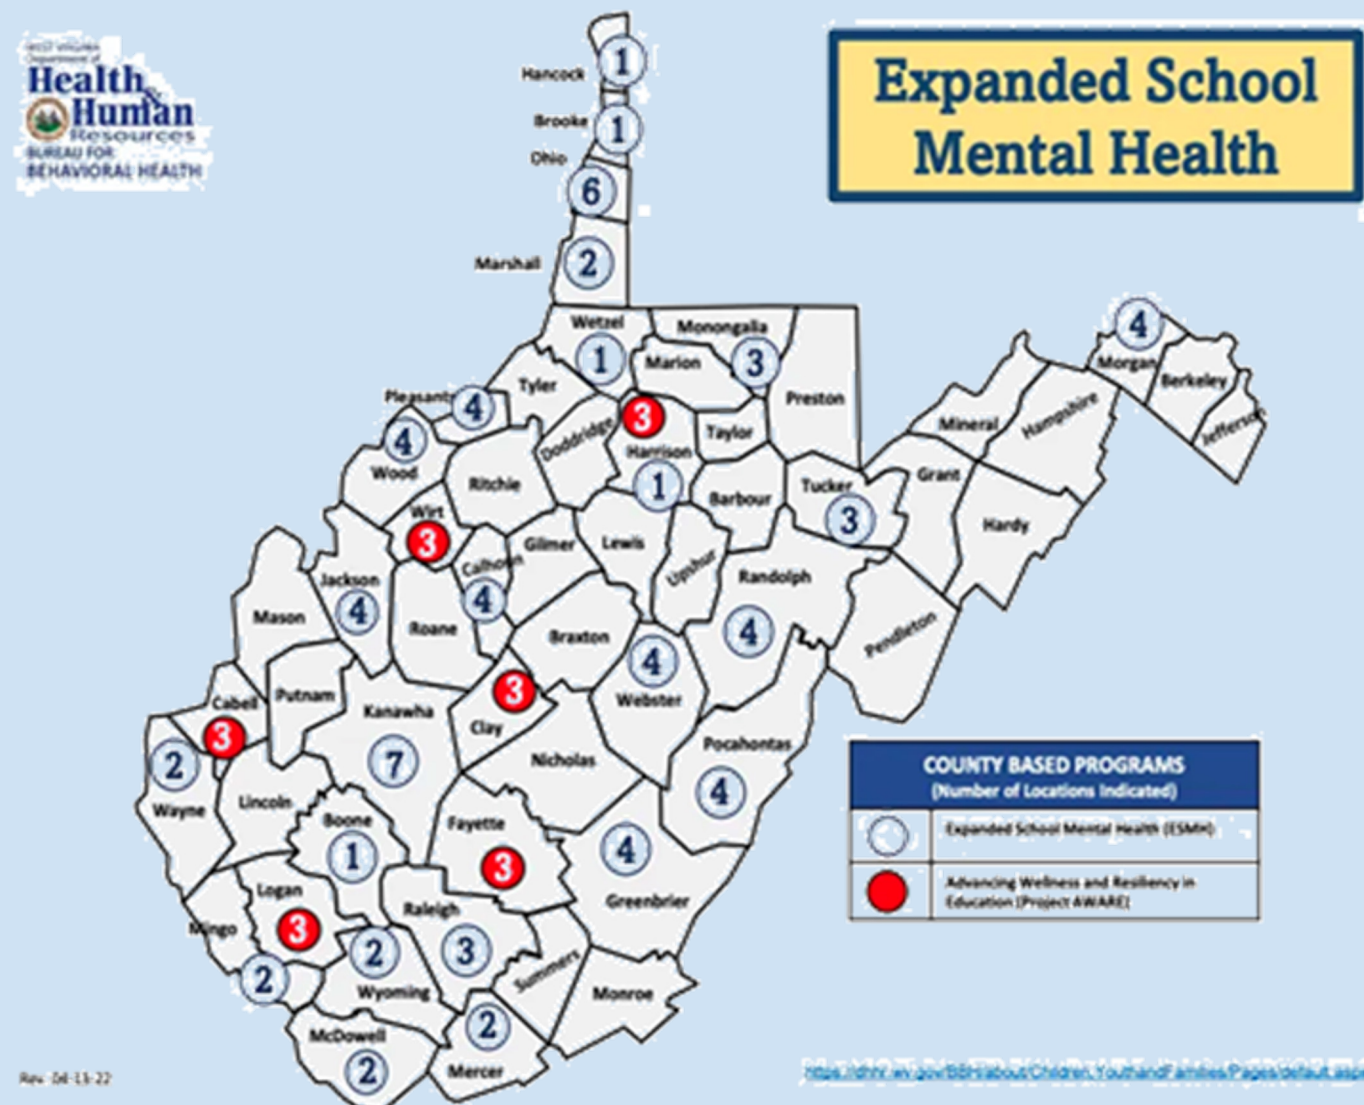 WEST VIRGINIA
Department of
Health &
Human
Resources
BUREAU FOR
BEHAVIORAL HEALTH
Expanded School
Mental Health
Hancock
1
Brooke
1
Ohio
6
Marshall
2
Wetzel
1
Monongalia
3
Marion
Morgan
4
Berkeley
Jefferson
Pleasants
4
Tyler
Preston
Mineral
Hampshire
Wood
4
Doddridge
3
Harrison
1
Taylor
Ritchie
Barbour
Tucker
3
Grant
Hardy
Wirt
3
Calhoun
4
Gilmer
Lewis
Upshur
Randolph
4
Pendleton
Jackson
4
Mason
Roane
Braxton
Webster
4
Cabell
3
Putnam
Kanawha
7
Clay
3
Nicholas
Pocahontas
4
Wayne
2
Lincoln
Boone
1
Fayette
3
Greenbrier
4
Logan
3
Mingo
2
Raleigh
3
Wyoming
2
Summers
Monroe
McDowell
2
Mercer
2
COUNTY BASED PROGRAMS
(Number of Locations Indicated)
Expanded School Mental Health (ESMH)
Advancing Wellness and Resiliency in
Education (Project AWARE)